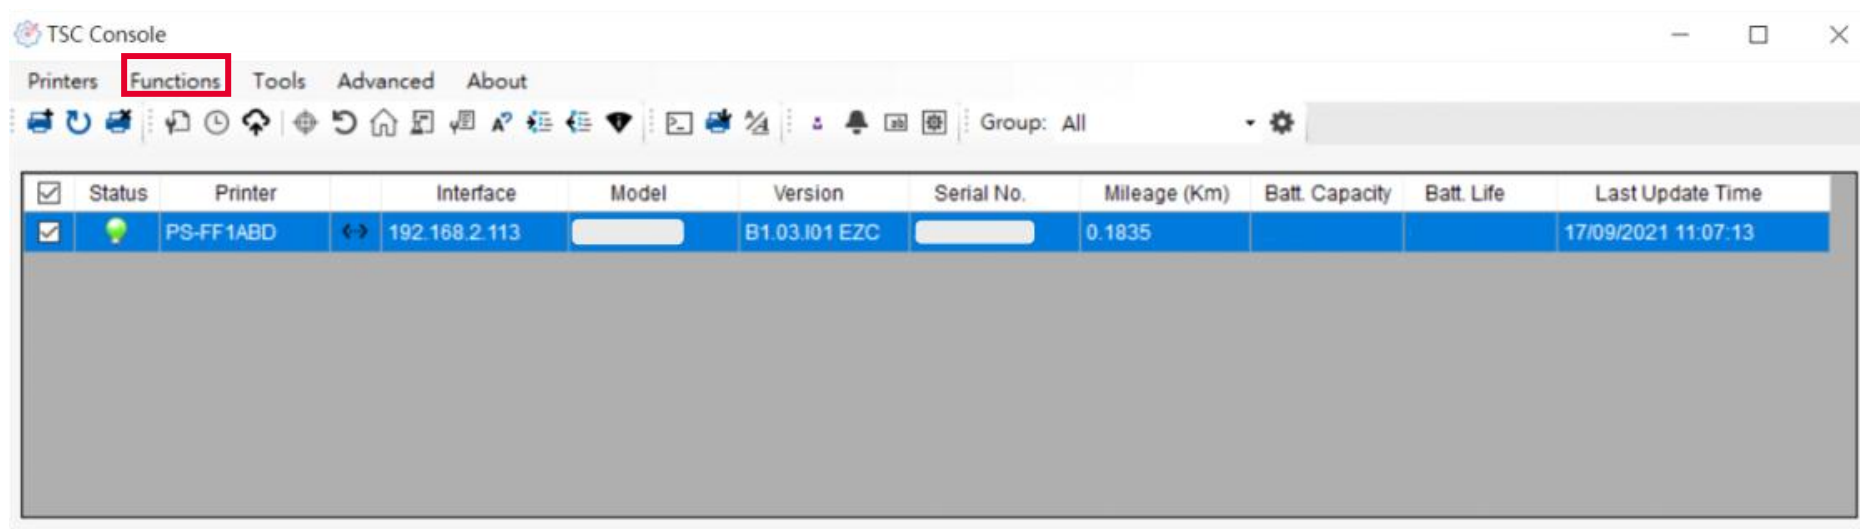 TSC Console
Printers Functions Tools Advanced About
Group: All
Status Printer Interface Model Version Serial No. Mileage (Km) Batt. Capacity Batt. Life Last Update Time
PS-FF1ABD 192.168.2.113 B1.03.I01 EZC 0.1835 17/09/2021 11:07:13